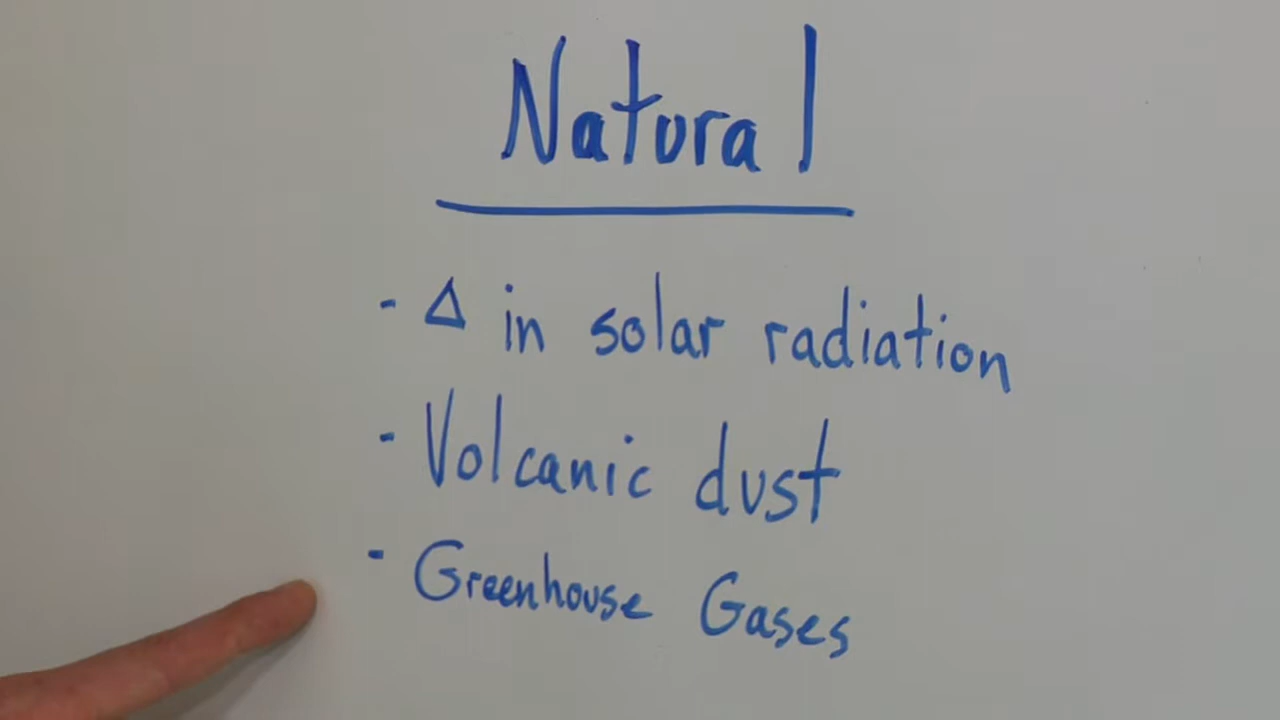 Natural
- Δ in solar radiation
- Volcanic dust
- Greenhouse Gases